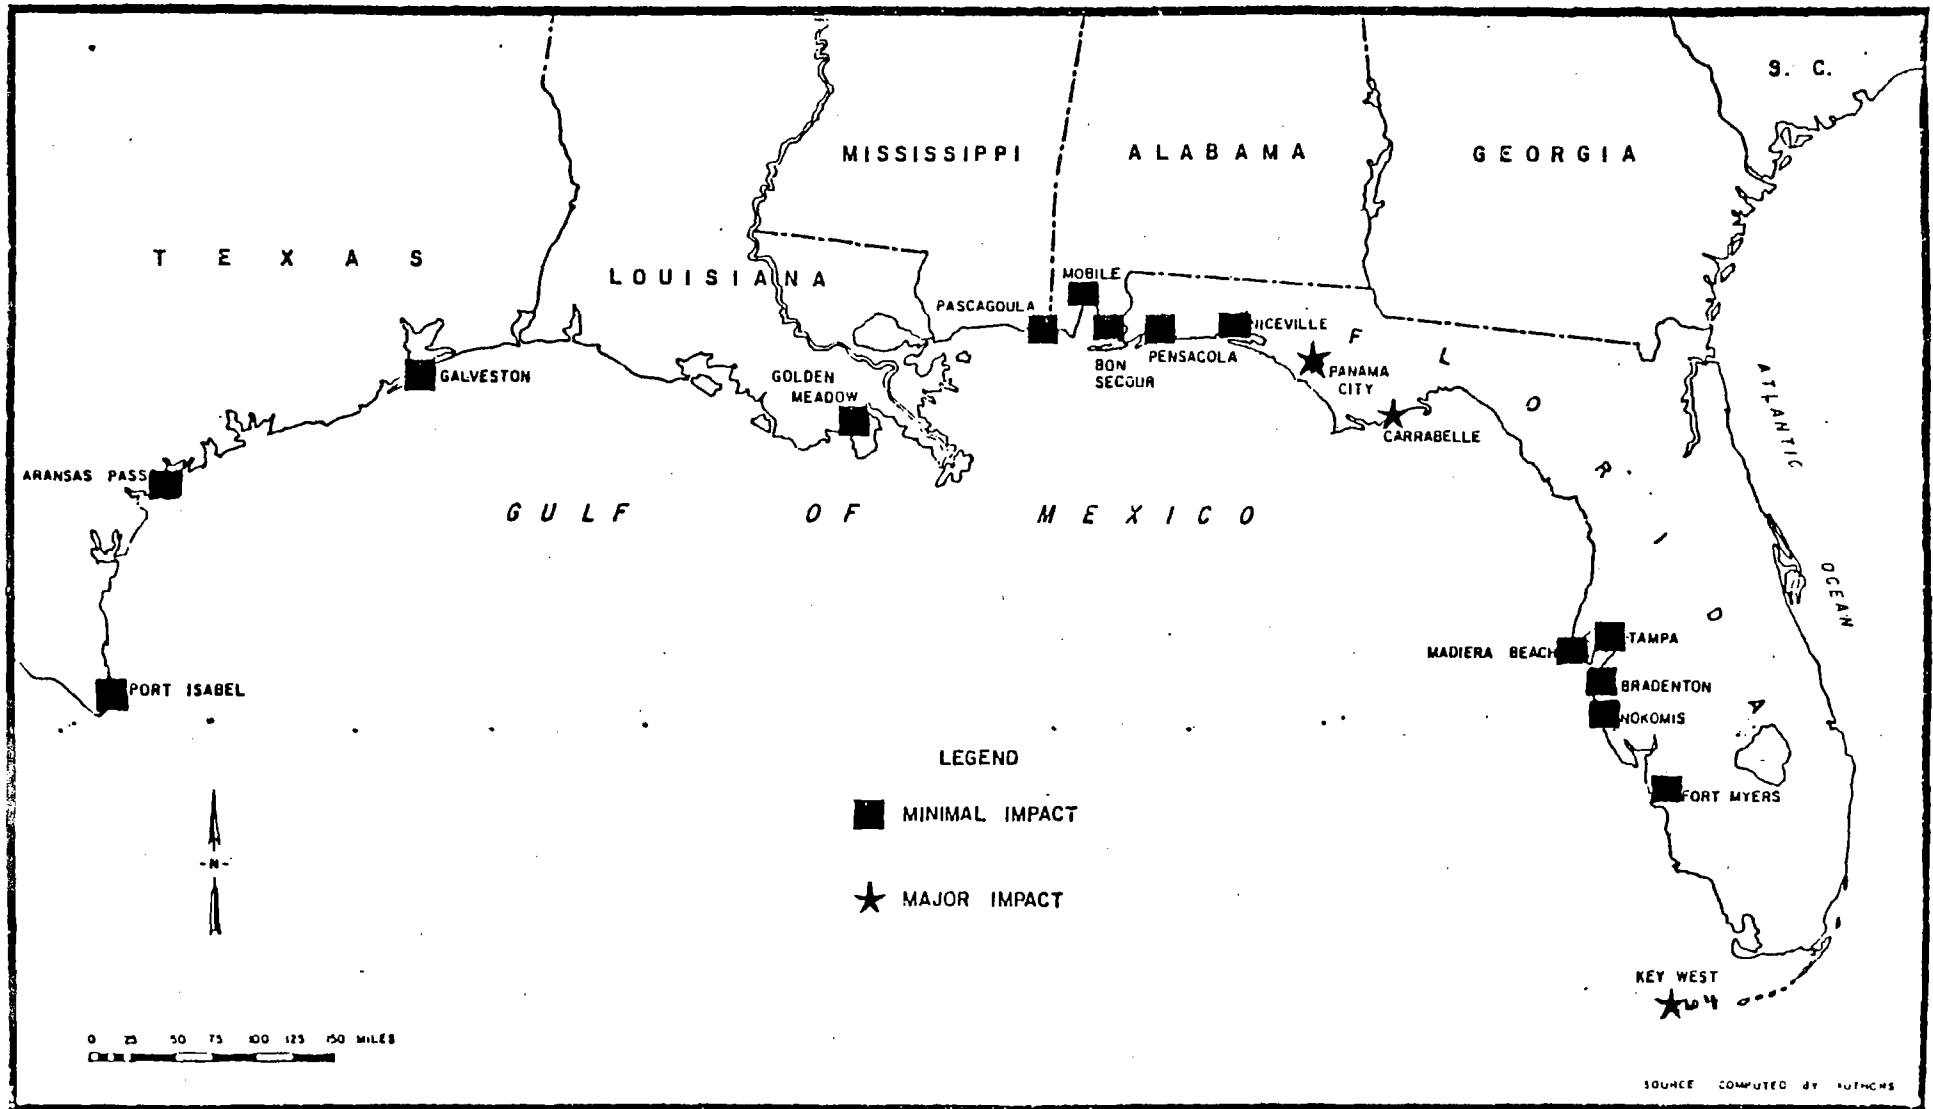 S. C.
MISSISSIPPI
ALABAMA
GEORGIA
TEXAS
LOUISIANA
MOBILE
PASCAGOULA
NICEVILLE
PENSACOLA
BON
SECOUR
FLORIDA
PANAMA
CITY
CARRABELLE
GALVESTON
GOLDEN
MEADOW
ATLANTIC
OCEAN
ARANSAS PASS
GULF OF MEXICO
TAMPA
MADIERA BEACH
BRADENTON
NOKOMIS
PORT ISABEL
FORT MYERS
LEGEND
MINIMAL IMPACT
MAJOR IMPACT
-N-
KEY WEST
0 25 50 75 100 125 150 MILES
SOURCE COMPUTED BY AUTHORS